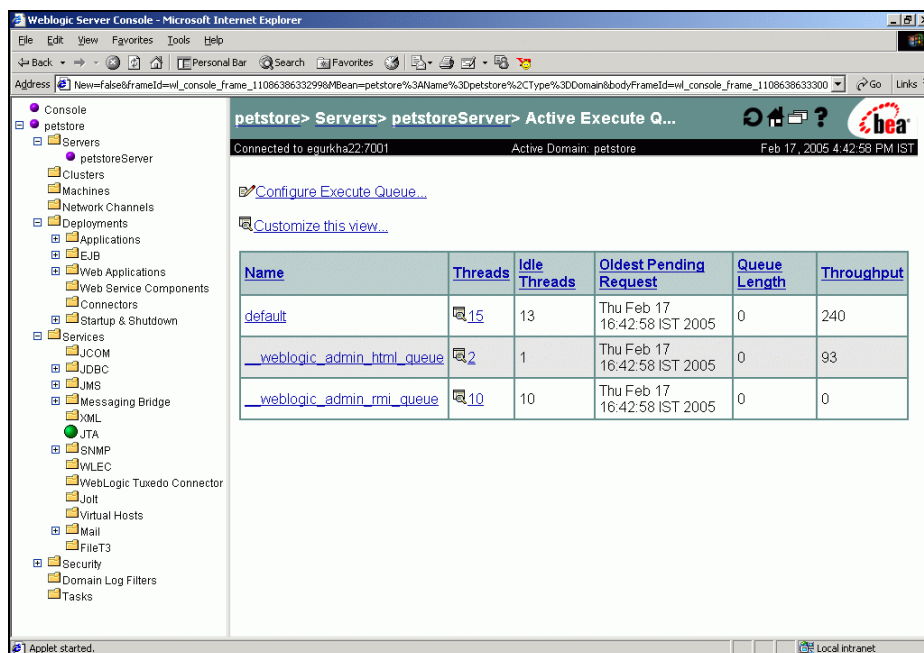 Weblogic Server Console - Microsoft Internet Explorer
File Edit View Favorites Tools Help
Back Personal Bar Search Favorites
Address New=false&frameId=wl_console_frame_1108638633299&MBean=petstore%3AName%3Dpetstore%2CType%3DDomain&bodyFrameId=wl_console_frame_1108638633300 Go Links
Console
petstore
Servers
petstoreServer
Clusters
Machines
Network Channels
Deployments
Applications
EJB
Web Applications
Web Service Components
Connectors
Startup & Shutdown
Services
JCOM
JDBC
JMS
Messaging Bridge
XML
JTA
SNMP
WLEC
WebLogic Tuxedo Connector
Jolt
Virtual Hosts
Mail
FileT3
Security
Domain Log Filters
Tasks
petstore> Servers> petstoreServer> Active Execute Q...
? bea
Connected to egurkha22:7001 Active Domain: petstore Feb 17, 2005 4:42:58 PM IST
Configure Execute Queue...
Customize this view...
Name Threads Idle Threads Oldest Pending Request Queue Length Throughput
default 15 13 Thu Feb 17 16:42:58 IST 2005 0 240
__weblogic_admin_html_queue 2 1 Thu Feb 17 16:42:58 IST 2005 0 93
__weblogic_admin_rmi_queue 10 10 Thu Feb 17 16:42:58 IST 2005 0 0
Applet started. Local intranet